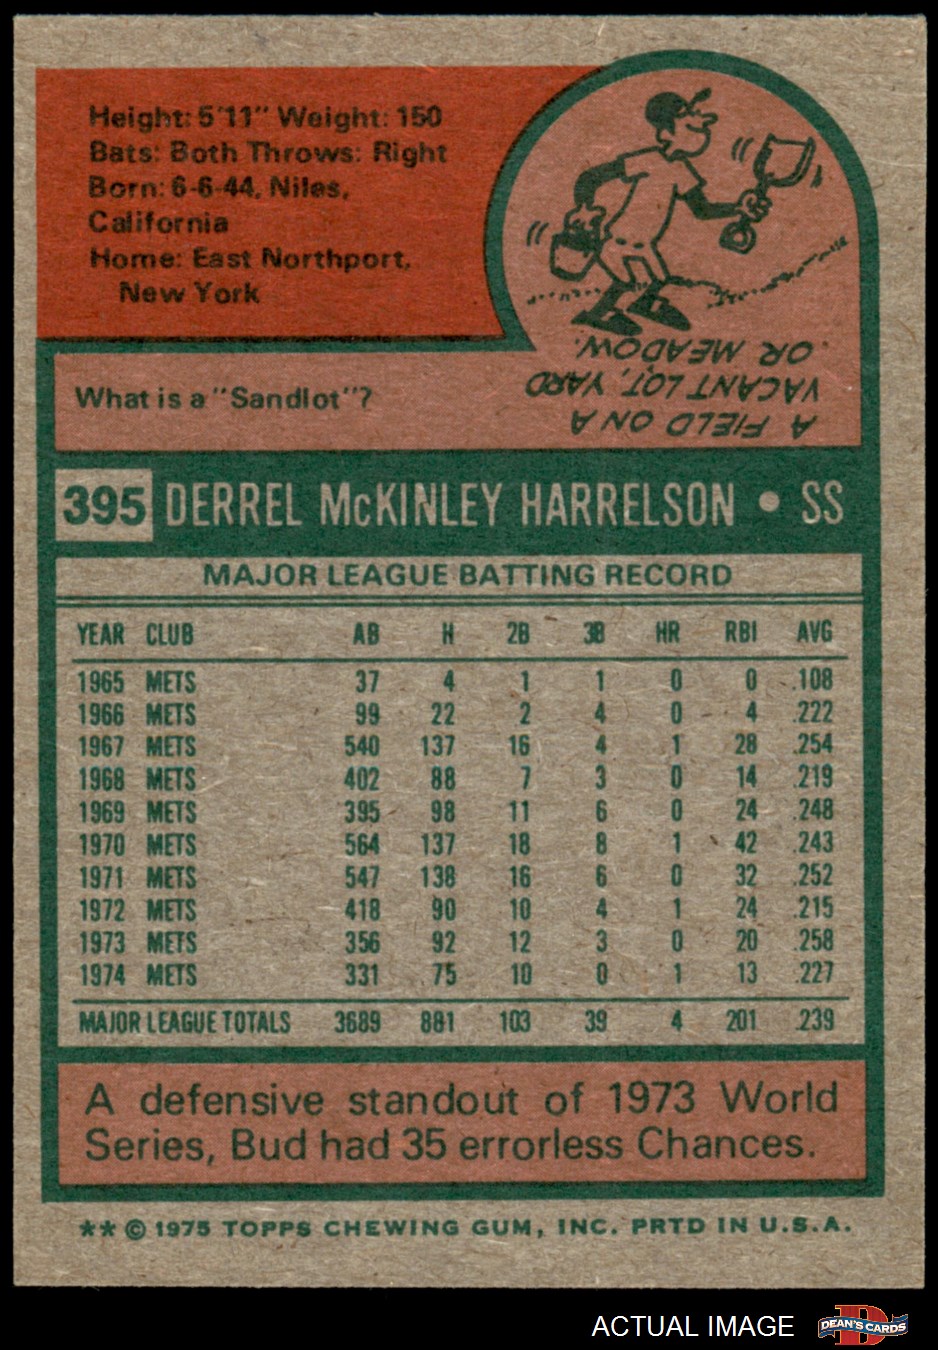 Height: 5'11" Weight: 150
Bats: Both Throws: Right
Born: 6-6-44, Niles,
California
Home: East Northport,
New York
What is a "Sandlot"?
A FIELD ON A
VACANT LOT, YARD
OR MEADOW.
395 DERREL McKINLEY HARRELSON • SS
MAJOR LEAGUE BATTING RECORD
YEAR CLUB AB H 2B 3B HR RBI AVG
1965 METS 37 4 1 1 0 0 .108
1966 METS 99 22 2 4 0 4 .222
1967 METS 540 137 16 4 1 28 .254
1968 METS 402 88 7 3 0 14 .219
1969 METS 395 98 11 6 0 24 .248
1970 METS 564 137 18 8 1 42 .243
1971 METS 547 138 16 6 0 32 .252
1972 METS 418 90 10 4 1 24 .215
1973 METS 356 92 12 3 0 20 .258
1974 METS 331 75 10 0 1 13 .227
MAJOR LEAGUE TOTALS 3689 881 103 39 4 201 .239
A defensive standout of 1973 World
Series, Bud had 35 errorless Chances.
** © 1975 TOPPS CHEWING GUM, INC. PRTD IN U.S.A.
ACTUAL IMAGE
DEAN'S CARDS